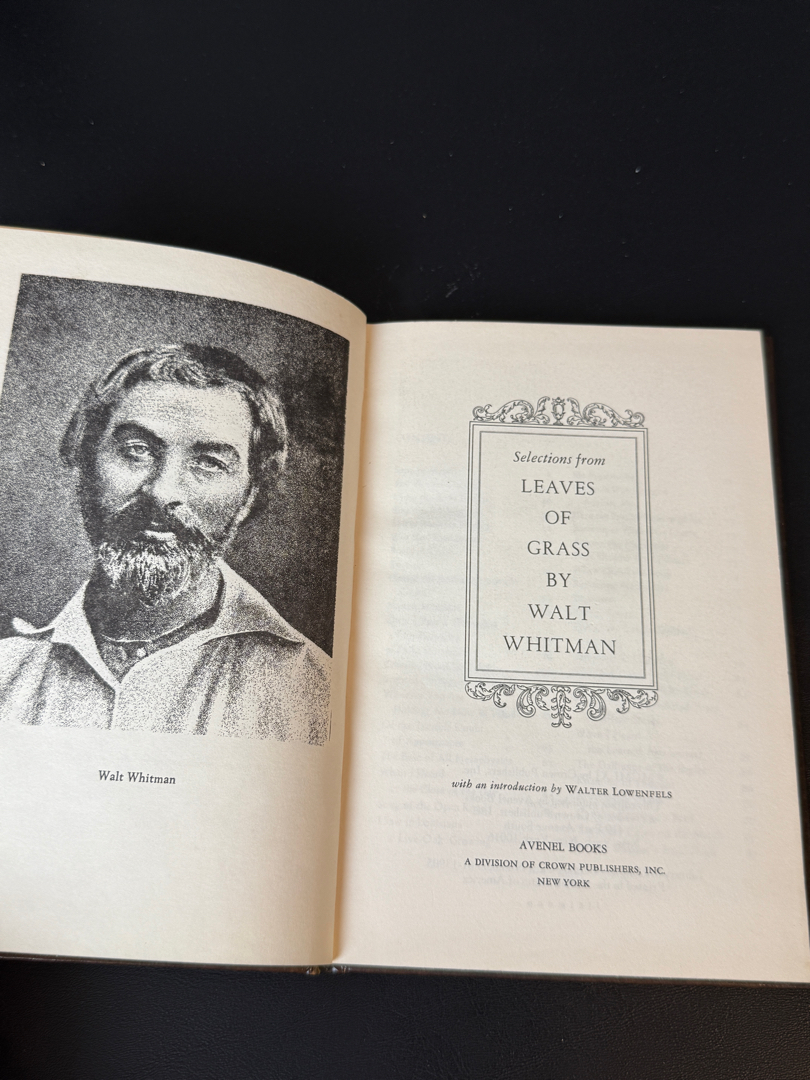 Walt Whitman
Selections from
LEAVES
OF
GRASS
BY
WALT
WHITMAN
with an introduction by WALTER LOWENFELS
AVENEL BOOKS
A DIVISION OF CROWN PUBLISHERS, INC.
NEW YORK